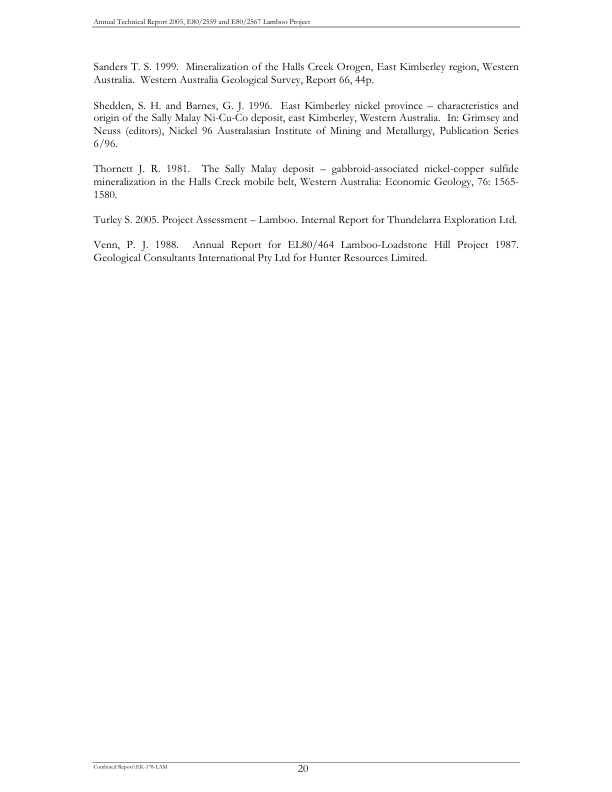 Annual Technical Report 2005, E80/2559 and E80/2567 Lamboo Project
Sanders T. S. 1999. Mineralization of the Halls Creek Orogen, East Kimberley region, Western
Australia. Western Australia Geological Survey, Report 66, 44p.
Shedden, S. H. and Barnes, G. J. 1996. East Kimberley nickel province – characteristics and
origin of the Sally Malay Ni-Cu-Co deposit, east Kimberley, Western Australia. In: Grimsey and
Neuss (editors), Nickel 96 Australasian Institute of Mining and Metallurgy, Publication Series
6/96.
Thornett J. R. 1981. The Sally Malay deposit – gabbroid-associated nickel-copper sulfide
mineralization in the Halls Creek mobile belt, Western Australia: Economic Geology, 76: 1565-
1580.
Turley S. 2005. Project Assessment – Lamboo. Internal Report for Thundelarra Exploration Ltd.
Venn, P. J. 1988. Annual Report for EL80/464 Lamboo-Loadstone Hill Project 1987.
Geological Consultants International Pty Ltd for Hunter Resources Limited.
Combined Report\EK-178-LAM
20